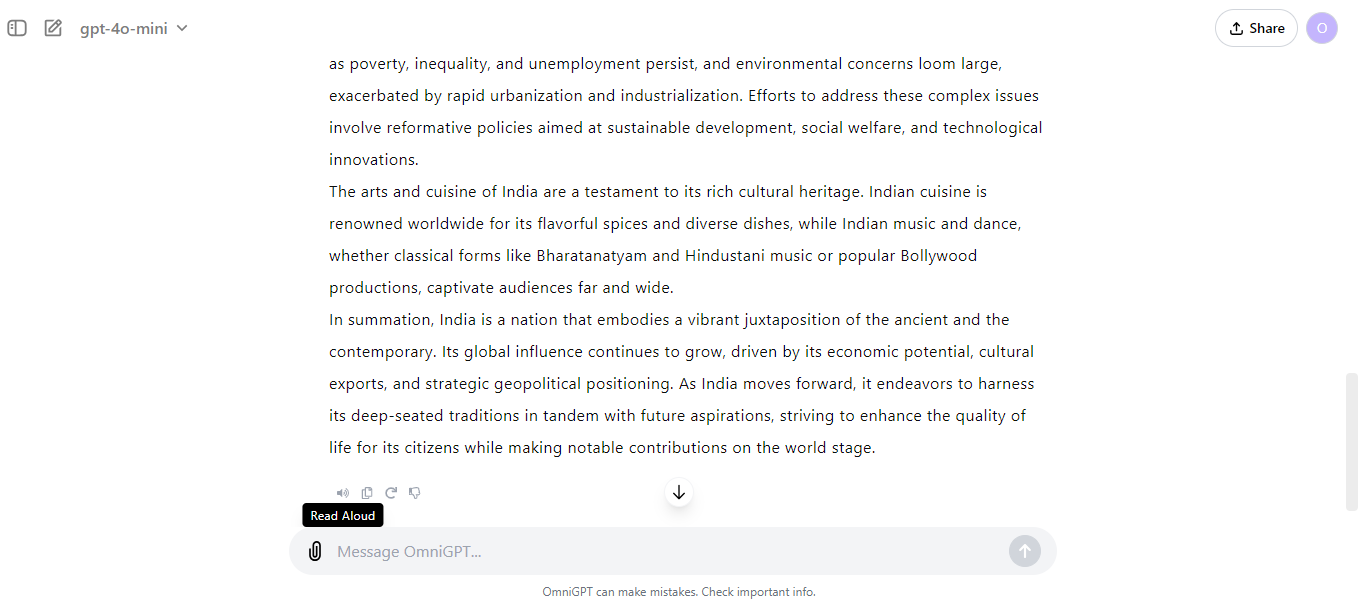 gpt-4o-mini
Share
O
as poverty, inequality, and unemployment persist, and environmental concerns loom large,
exacerbated by rapid urbanization and industrialization. Efforts to address these complex issues
involve reformative policies aimed at sustainable development, social welfare, and technological
innovations.
The arts and cuisine of India are a testament to its rich cultural heritage. Indian cuisine is
renowned worldwide for its flavorful spices and diverse dishes, while Indian music and dance,
whether classical forms like Bharatanatyam and Hindustani music or popular Bollywood
productions, captivate audiences far and wide.
In summation, India is a nation that embodies a vibrant juxtaposition of the ancient and the
contemporary. Its global influence continues to grow, driven by its economic potential, cultural
exports, and strategic geopolitical positioning. As India moves forward, it endeavors to harness
its deep-seated traditions in tandem with future aspirations, striving to enhance the quality of
life for its citizens while making notable contributions on the world stage.
Read Aloud
Message OmniGPT...
OmniGPT can make mistakes. Check important info.